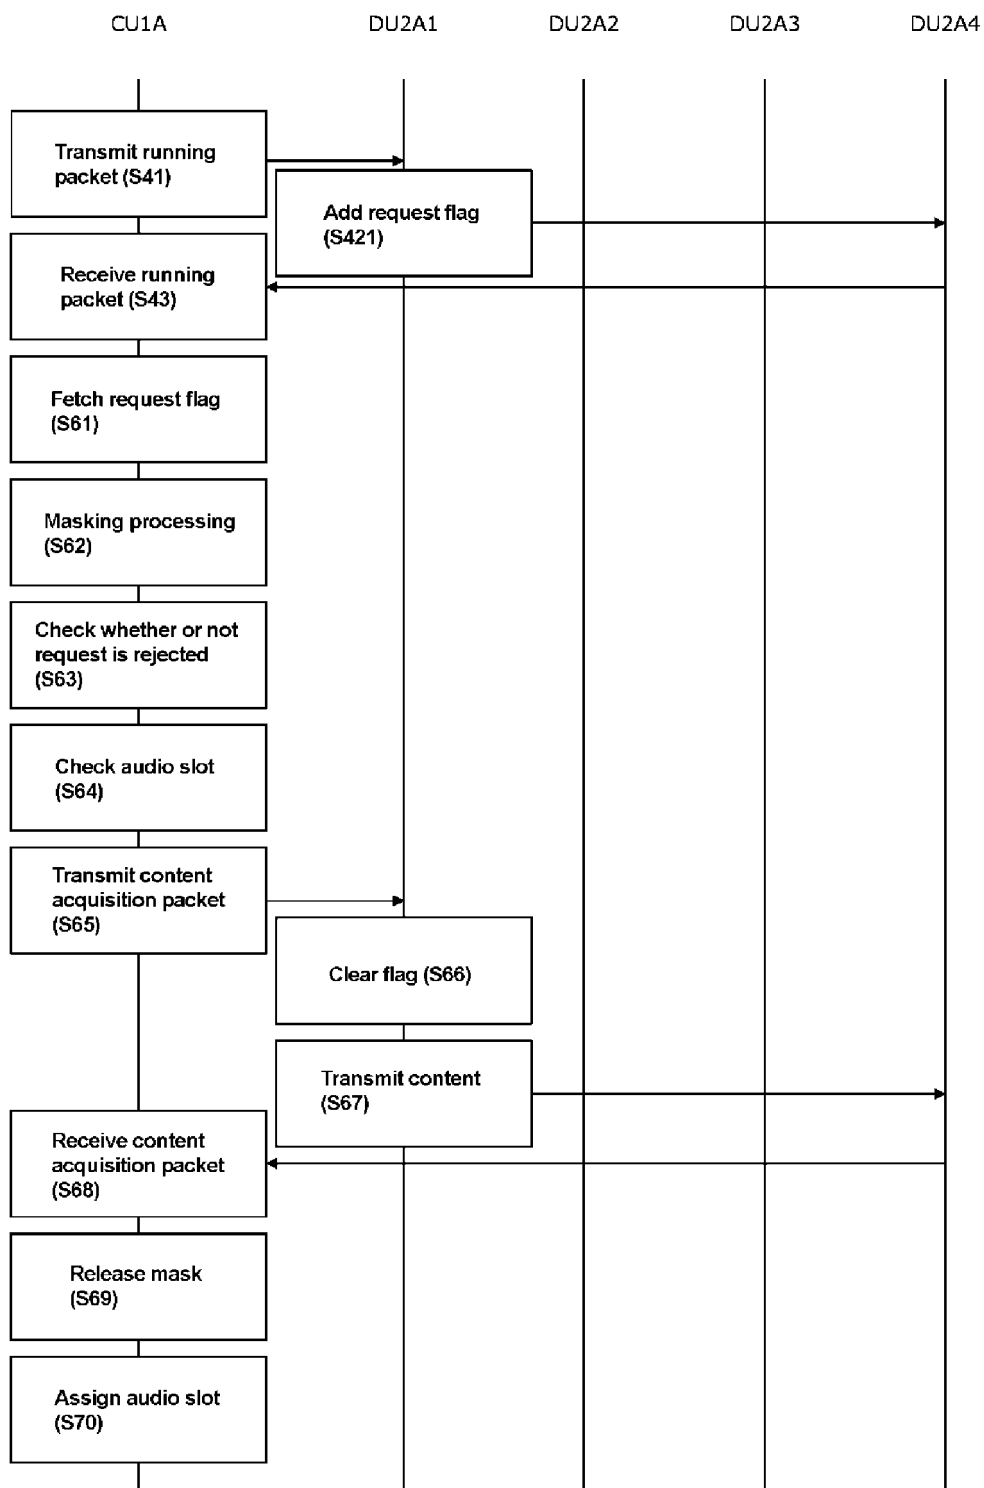 CU1A DU2A1 DU2A2 DU2A3 DU2A4
Transmit running
packet (S41)
Add request flag
(S421)
Receive running
packet (S43)
Fetch request flag
(S61)
Masking processing
(S62)
Check whether or not
request is rejected
(S63)
Check audio slot
(S64)
Transmit content
acquisition packet
(S65)
Clear flag (S66)
Transmit content
(S67)
Receive content
acquisition packet
(S68)
Release mask
(S69)
Assign audio slot
(S70)